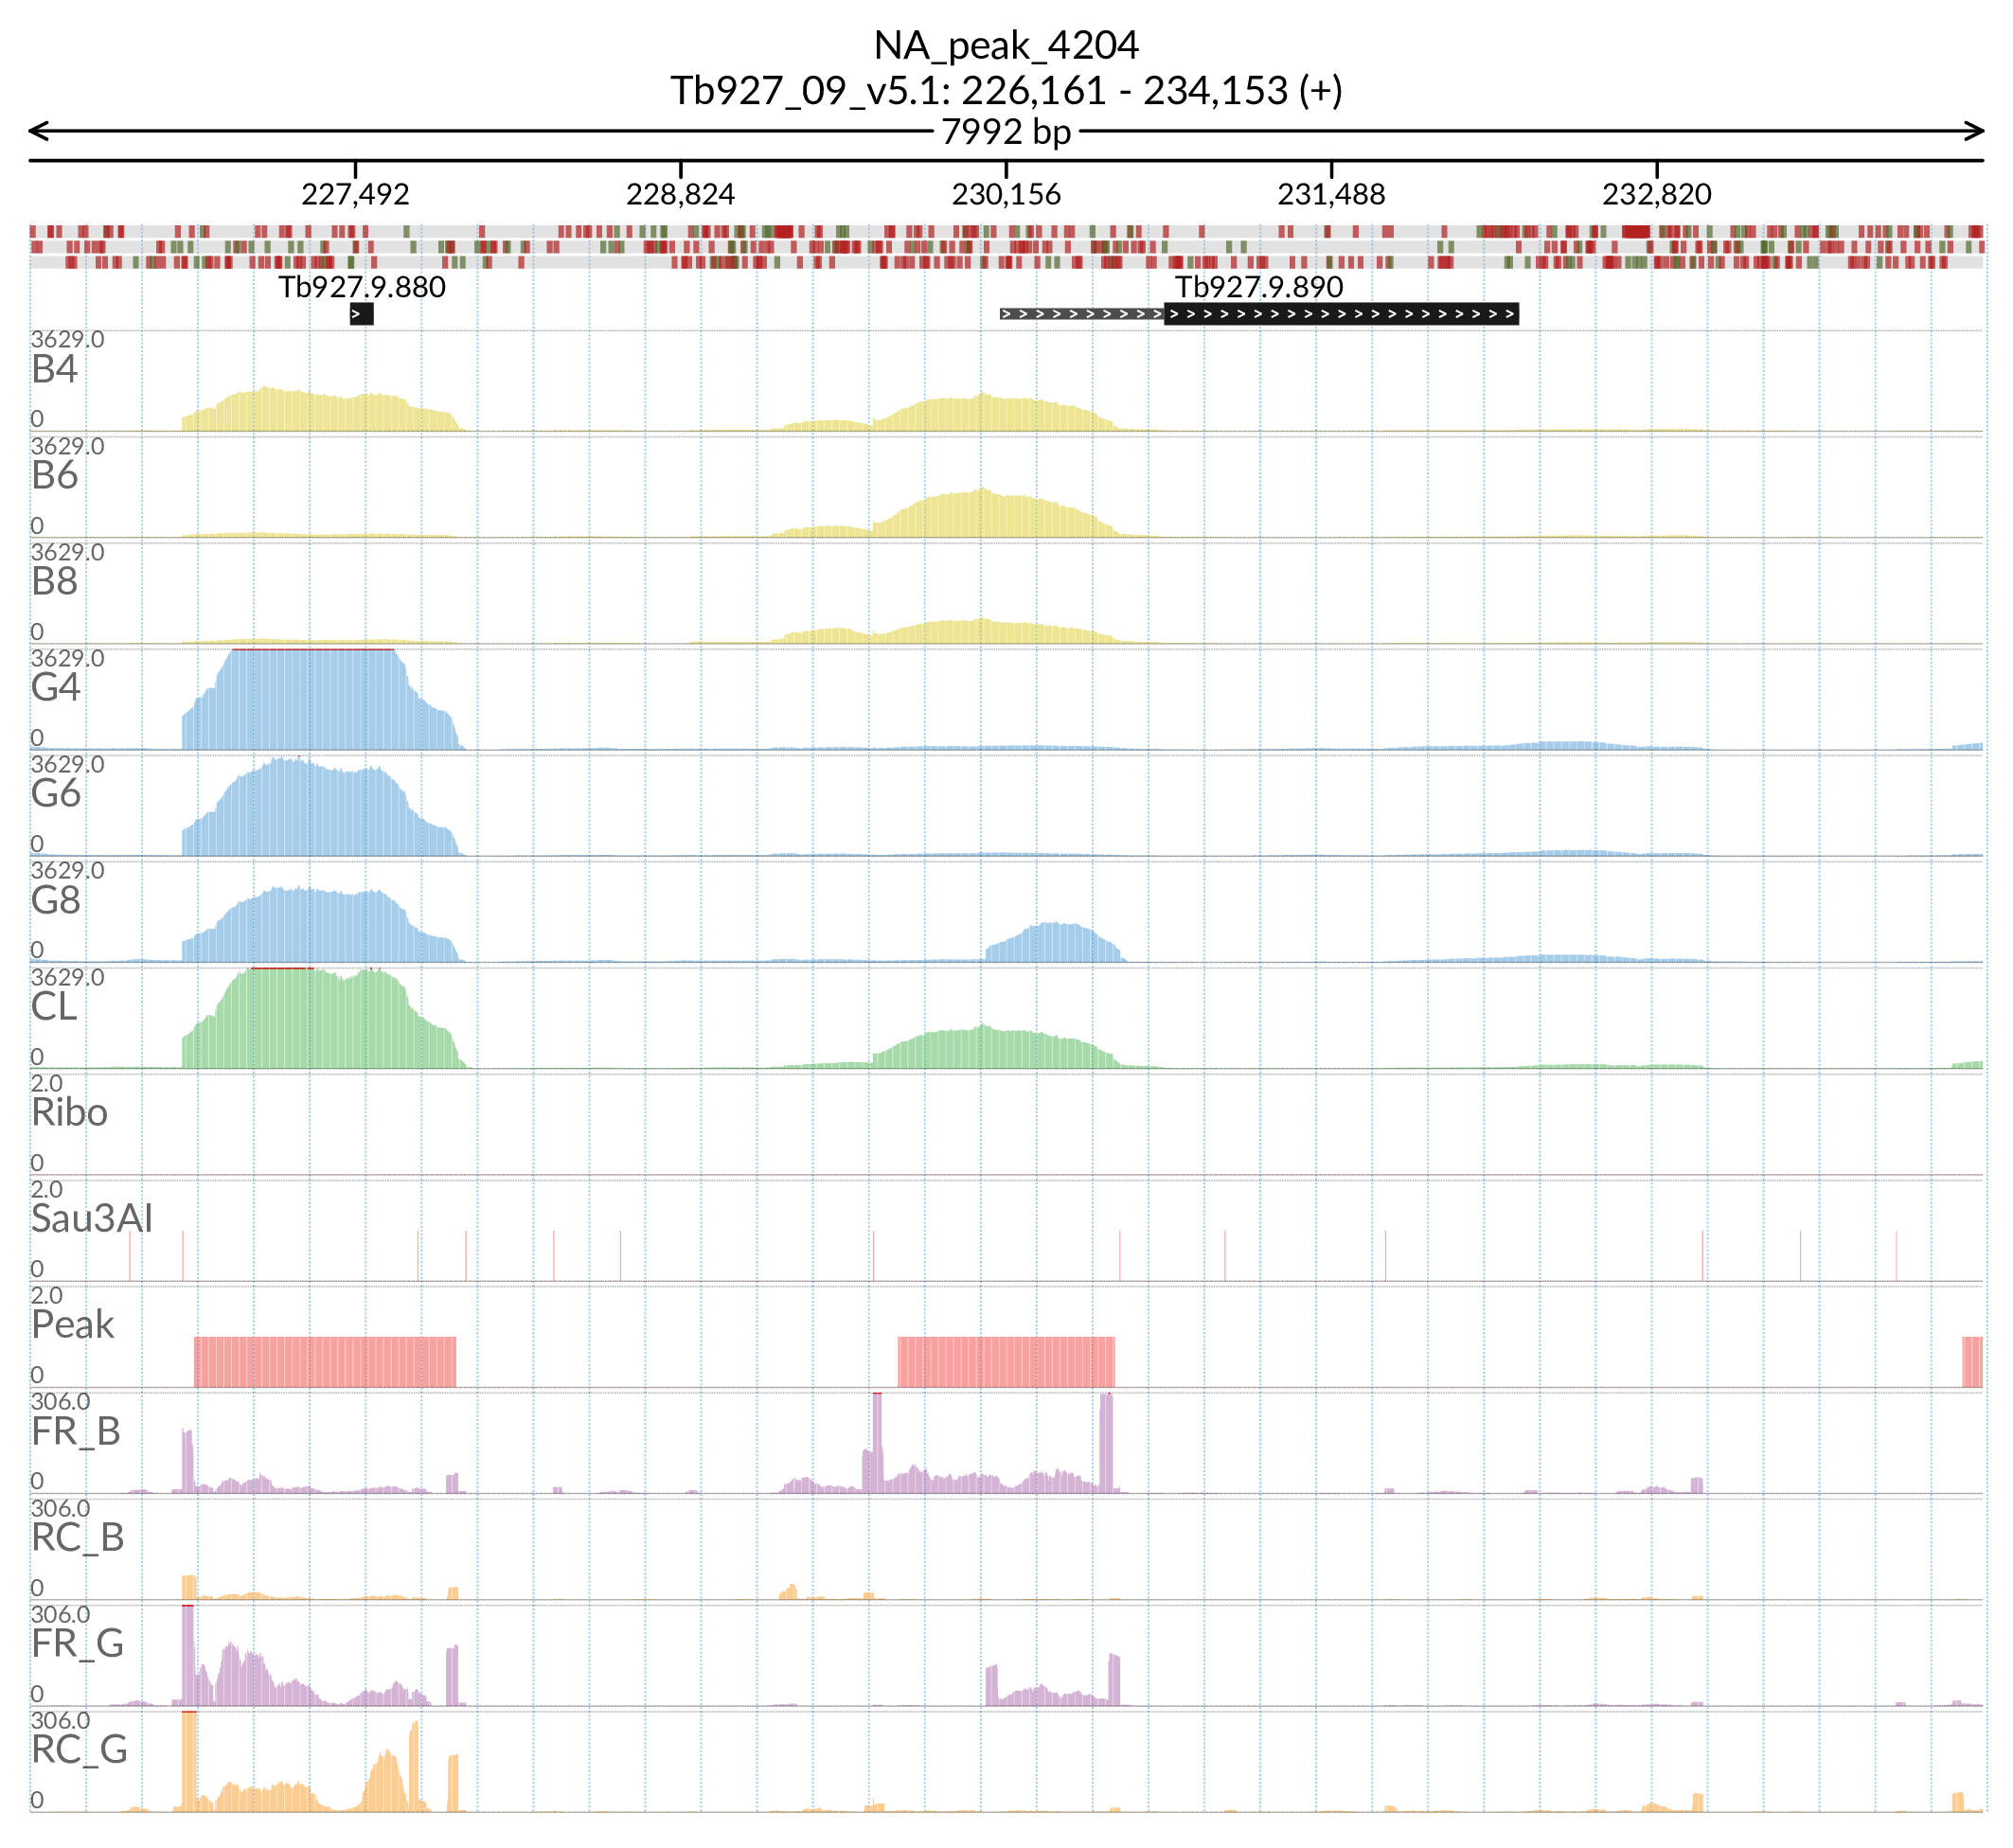 NA_peak_4204
Tb927_09_v5.1: 226,161 - 234,153 (+)
7992 bp
227,492 228,824 230,156 231,488 232,820
Tb927.9.880 Tb927.9.890
3629.0
B4
0
3629.0
B6
0
3629.0
B8
0
3629.0
G4
0
3629.0
G6
0
3629.0
G8
0
3629.0
CL
0
2.0
Ribo
0
2.0
Sau3AI
0
2.0
Peak
0
306.0
FR_B
0
306.0
RC_B
0
306.0
FR_G
0
306.0
RC_G
0